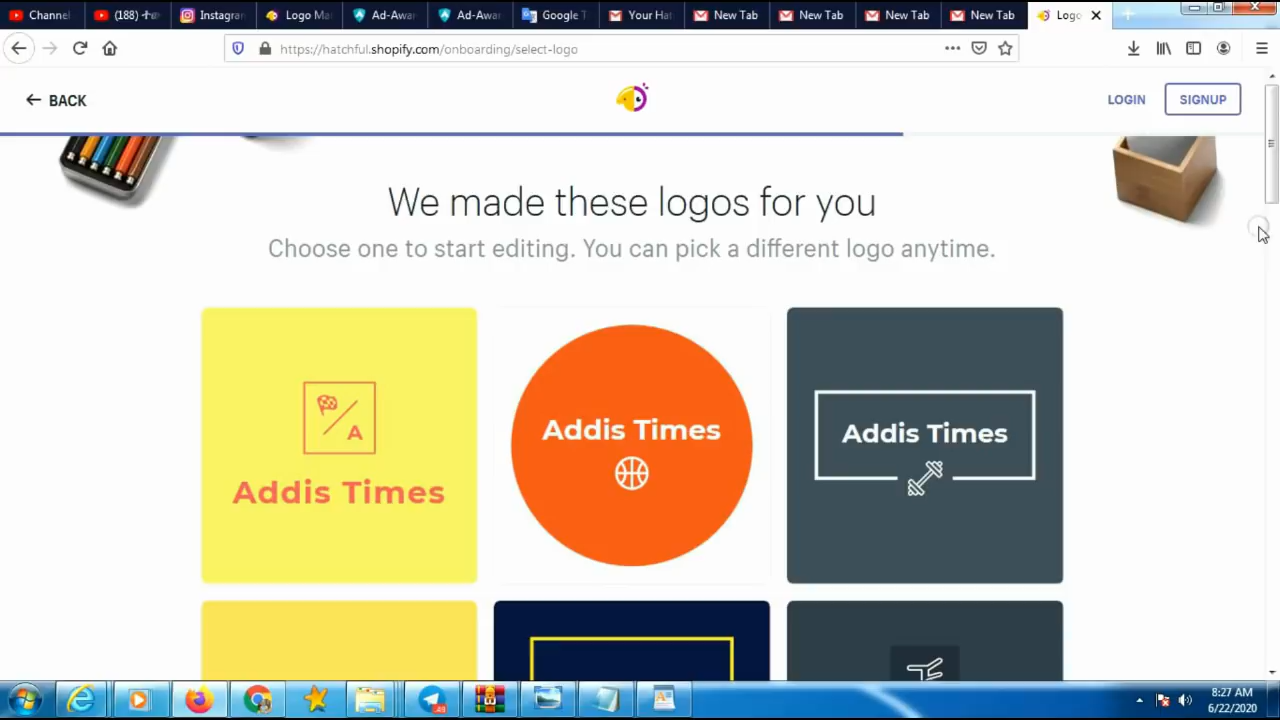 Channel
(188)
Instagram
Logo Ma
Ad-Awar
Ad-Awar
Google T
Your Hat
New Tab
New Tab
New Tab
New Tab
Logo
https://hatchful.shopify.com/onboarding/select-logo
BACK
LOGIN
SIGNUP
We made these logos for you
Choose one to start editing. You can pick a different logo anytime.
A
Addis Times
Addis Times
Addis Times
8:27 AM
6/22/2020